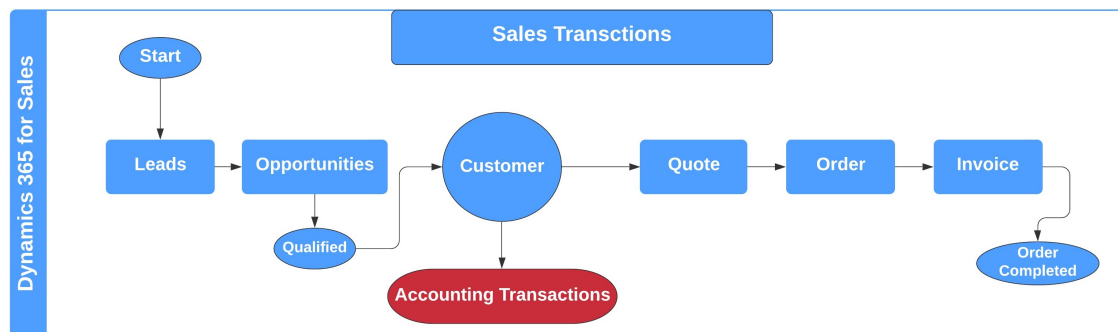 Dynamics 365 for Sales
Sales Transctions
Start
Leads
Opportunities
Qualified
Customer
Accounting Transactions
Quote
Order
Invoice
Order
Completed